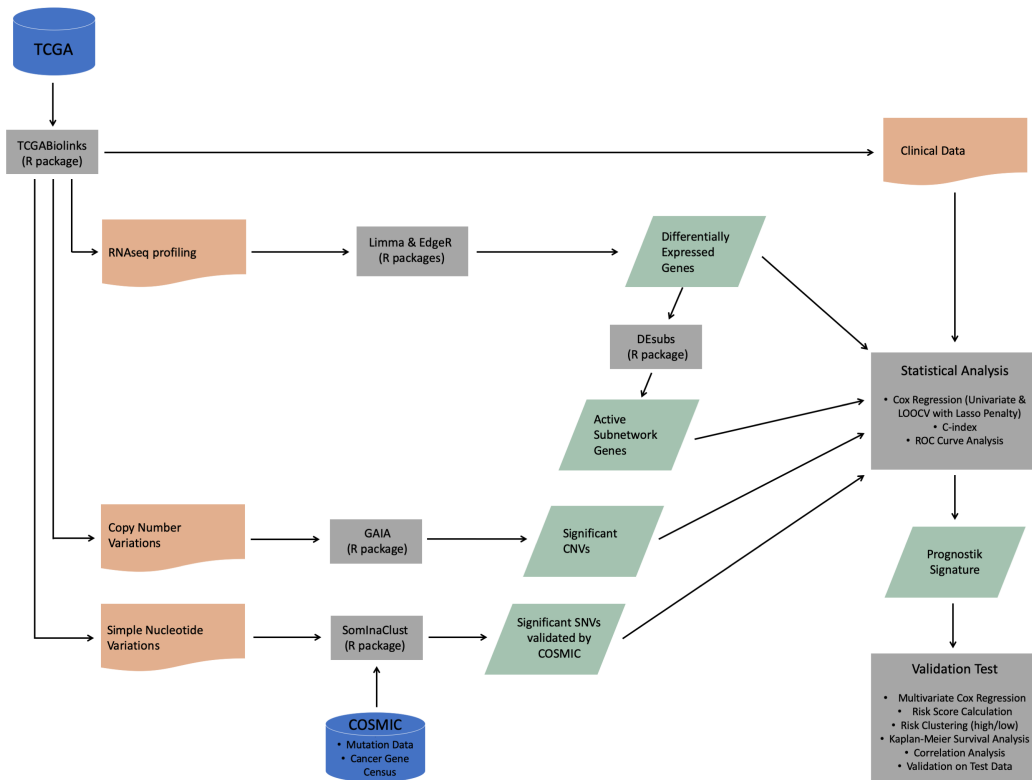 TCGA
TCGABiolinks
(R package)
Clinical Data
RNAseq profiling
Limma & EdgeR
(R packages)
Differentially
Expressed
Genes
DEsubs
(R package)
Active
Subnetwork
Genes
Statistical Analysis
• Cox Regression (Univariate &
LOOCV with Lasso Penalty)
• C-index
• ROC Curve Analysis
Copy Number
Variations
GAIA
(R package)
Significant
CNVs
Prognostik
Signature
Simple Nucleotide
Variations
SomInaClust
(R package)
Significant SNVs
validated by
COSMIC
COSMIC
• Mutation Data
• Cancer Gene
Census
Validation Test
• Multivariate Cox Regression
• Risk Score Calculation
• Risk Clustering (high/low)
• Kaplan-Meier Survival Analysis
• Correlation Analysis
• Validation on Test Data